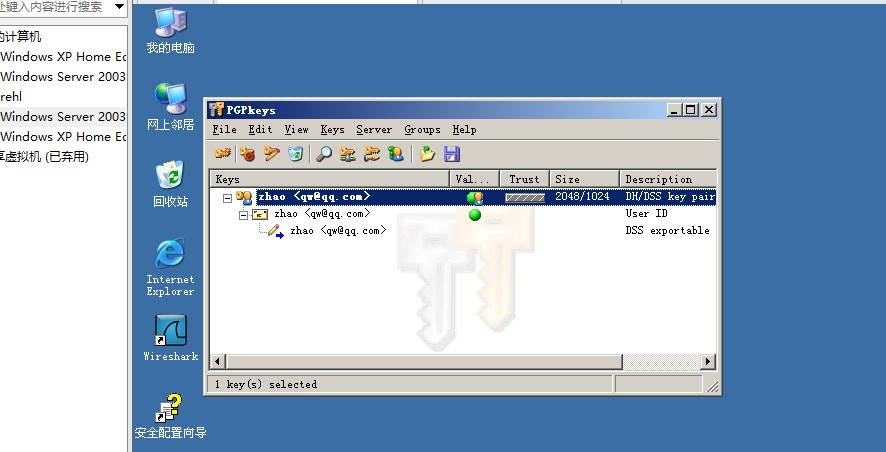 处键入内容进行搜索
的计算机
Windows XP Home Ed
Windows Server 2003
rehl
Windows Server 2003
Windows XP Home Ed
享虚拟机 (已弃用)
我的电脑
网上邻居
回收站
Internet
Explorer
Wireshark
安全配置向导
PGPkeys
File Edit View Keys Server Groups Help
Keys Val... Trust Size Description
zhao <qw@qq.com> 2048/1024 DH/DSS key pair
zhao <qw@qq.com> User ID
zhao <qw@qq.com> DSS exportable
1 key(s) selected